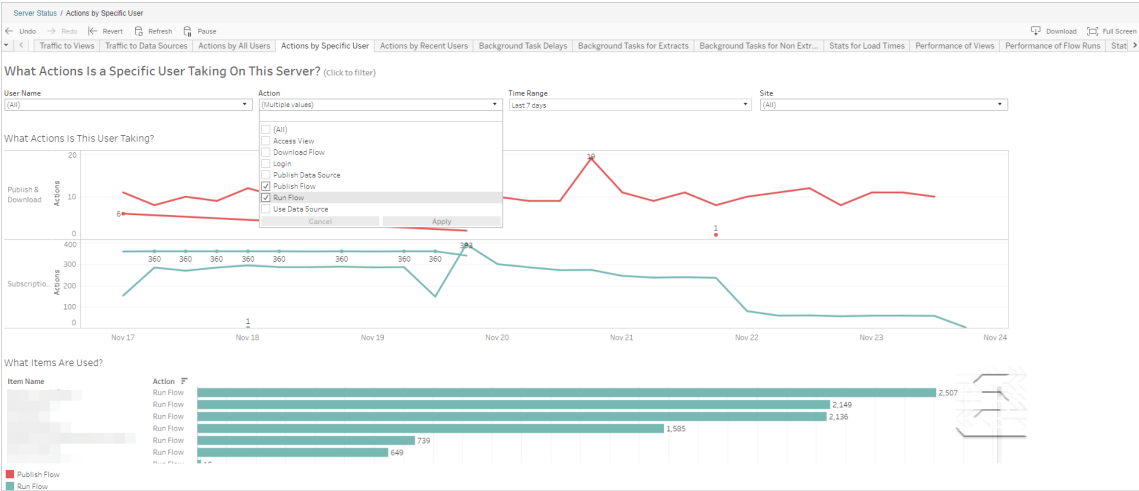 Server Status / Actions by Specific User
Undo Redo Revert Refresh Pause Download Full Screen
Traffic to Views Traffic to Data Sources Actions by All Users Actions by Specific User Actions by Recent Users Background Task Delays Background Tasks for Extracts Background Tasks for Non Extr... Stats for Load Times Performance of Views Performance of Flow Runs Stat
What Actions Is a Specific User Taking On This Server? (Click to filter)
User Name Action Time Range Site
(All) (Multiple values) Last 7 days (All)
(All)
Access View
Download Flow
Login
Publish Data Source
Publish Flow
Run Flow
Use Data Source
Cancel Apply
What Actions Is This User Taking?
Publish &
Download
Actions
20
10
0
6
19
1
Subscriptio..
Actions
400
300
200
100
0
360 360 360 360 360 360 360 360
393
1
Nov 17 Nov 18 Nov 19 Nov 20 Nov 21 Nov 22 Nov 23 Nov 24
What Items Are Used?
Item Name Action
Run Flow 2,507
Run Flow 2,149
Run Flow 2,136
Run Flow 1,585
Run Flow 739
Run Flow 649
Run Flow
Publish Flow
Run Flow